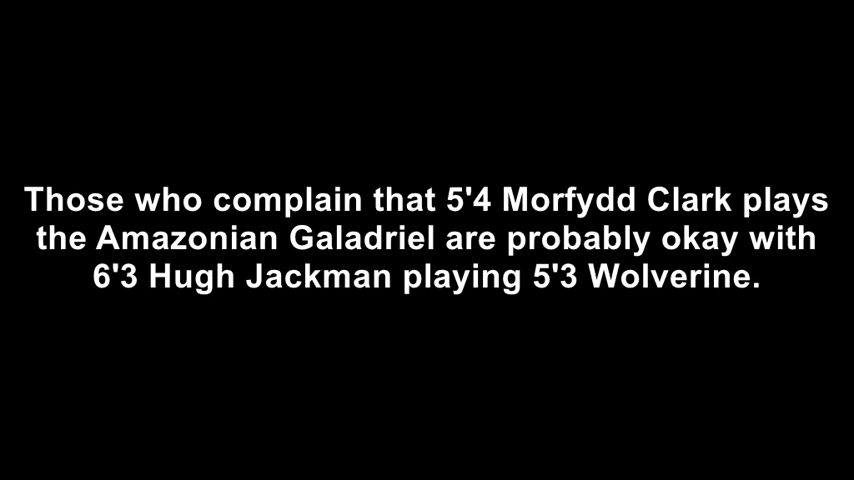 Those who complain that 5'4 Morfydd Clark plays
the Amazonian Galadriel are probably okay with
6'3 Hugh Jackman playing 5'3 Wolverine.